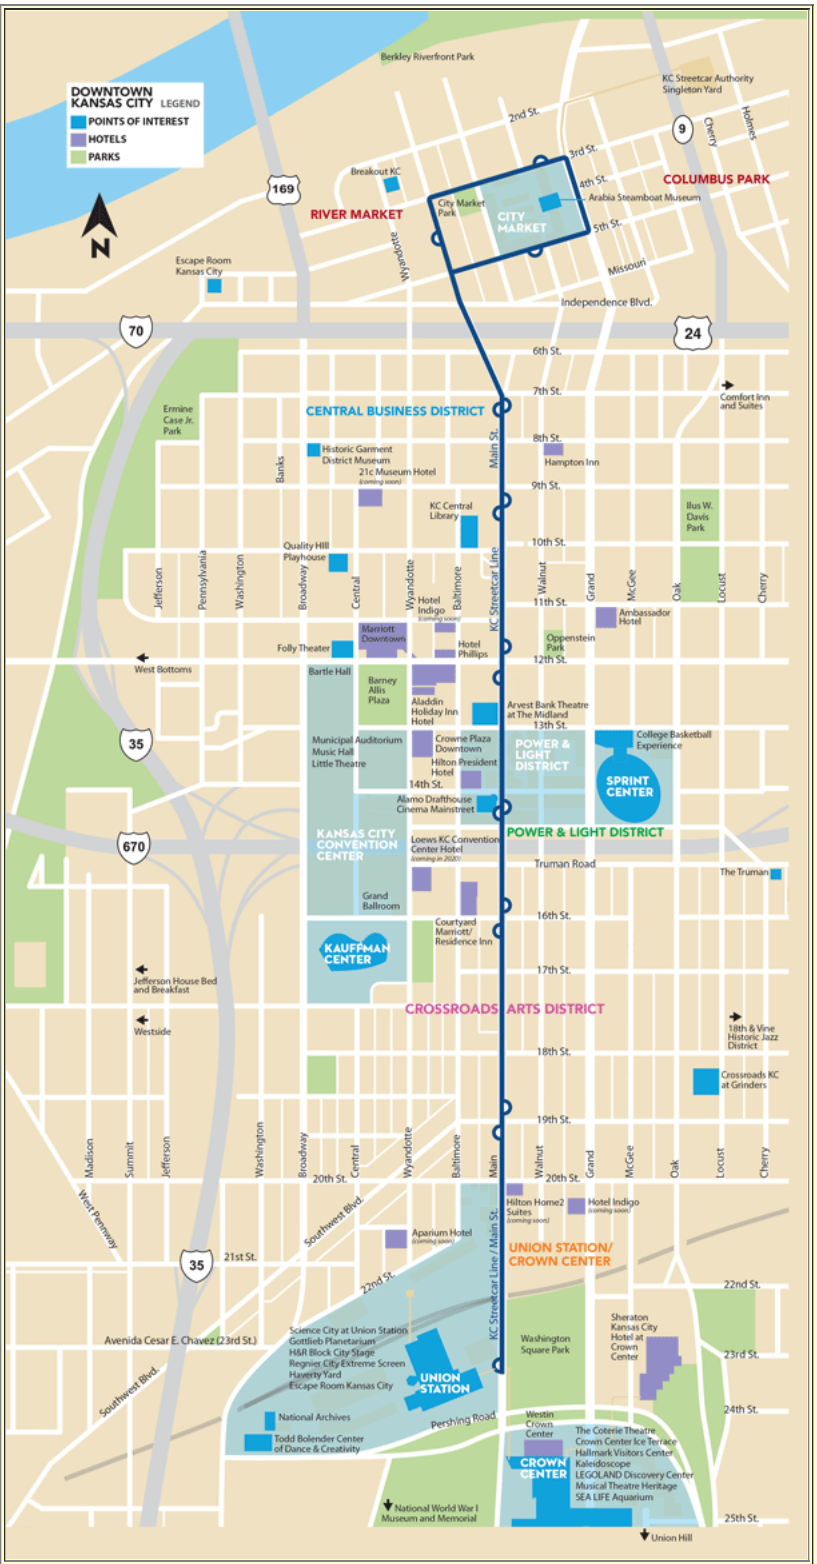 Berkley Riverfront Park
KC Streetcar Authority
Singleton Yard
DOWNTOWN
KANSAS CITY LEGEND
POINTS OF INTEREST
HOTELS
PARKS
2nd St.
9
Cherry
Holmes
3rd St.
Breakout KC
169
4th St.
COLUMBUS PARK
City Market
Park
Arabia Steamboat Museum
RIVER MARKET
CITY
MARKET
5th St.
N
Wyandotte
Escape Room
Kansas City
Missouri
Independence Blvd.
70
24
6th St.
7th St.
Comfort Inn
and Suites
Ermine
Case Jr.
Park
CENTRAL BUSINESS DISTRICT
Main St.
8th St.
Historic Garment
District Museum
Hampton Inn
Banks
21c Museum Hotel
(coming soon)
9th St.
KC Central
Library
Ilus W.
Davis
Park
10th St.
Quality HIll
Playhouse
KC Streetcar Line
Jefferson
Pennsylvania
Washington
Broadway
Central
Wyandotte
Baltimore
Walnut
Grand
McGee
Oak
Locust
Cherry
Hotel
Indigo
(coming soon)
11th St.
Ambassador
Hotel
Marriott
Downtown
Oppenstein
Park
Folly Theater
Hotel
Phillips
12th St.
West Bottoms
Bartle Hall
Barney
Allis
Plaza
Aladdin
Holiday Inn
Hotel
Arvest Bank Theatre
at The Midland
13th St.
35
Municipal Auditorium
Music Hall
Little Theatre
Crowne Plaza
Downtown
POWER &
LIGHT
DISTRICT
College Basketball
Experience
Hilton President
Hotel
14th St.
SPRINT
CENTER
Alamo Drafthouse
Cinema Mainstreet
POWER & LIGHT DISTRICT
670
KANSAS CITY
CONVENTION
CENTER
Loews KC Convention
Center Hotel
(coming in 2020)
Truman Road
The Truman
Grand
Ballroom
16th St.
Courtyard
Marriott/
Residence Inn
KAUFFMAN
CENTER
17th St.
Jefferson House Bed
and Breakfast
CROSSROADS ARTS DISTRICT
Westside
18th & Vine
Historic Jazz
District
18th St.
Crossroads KC
at Grinders
19th St.
Madison
Summit
Jefferson
Washington
Broadway
Central
Wyandotte
Baltimore
Main
Walnut
Grand
McGee
Oak
Locust
Cherry
20th St.
20th St.
West Pennway
Southwest Blvd.
Hilton Home2
Suites
(coming soon)
Hotel Indigo
(coming soon)
Aparium Hotel
(coming soon)
KC Streetcar Line / Main St.
UNION STATION/
CROWN CENTER
35
21st St.
22nd St.
22nd St.
Avenida Cesar E. Chavez (23rd St.)
Science City at Union Station
Gottlieb Planetarium
H&R Block City Stage
Regnier City Extreme Screen
Haverty Yard
Escape Room Kansas City
Washington
Square Park
Sheraton
Kansas City
Hotel at
Crown
Center
23rd St.
UNION
STATION
Southwest Blvd.
24th St.
National Archives
Pershing Road
Westin
Crown
Center
Todd Bolender Center
of Dance & Creativity
The Coterie Theatre
Crown Center Ice Terrace
Hallmark Visitors Center
Kaleidoscope
LEGOLAND Discovery Center
Musical Theatre Heritage
SEA LIFE Aquarium
CROWN
CENTER
National World War I
Museum and Memorial
25th St.
Union Hill